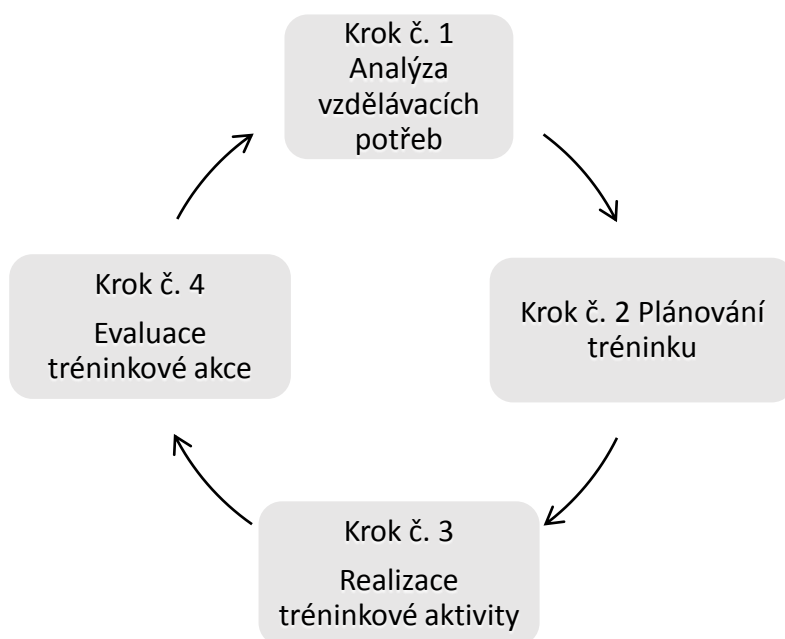 Krok č. 1
Analýza
vzdělávacích
potřeb
Krok č. 2 Plánování
tréninku
Krok č. 3
Realizace
tréninkové aktivity
Krok č. 4
Evaluace
tréninkové akce